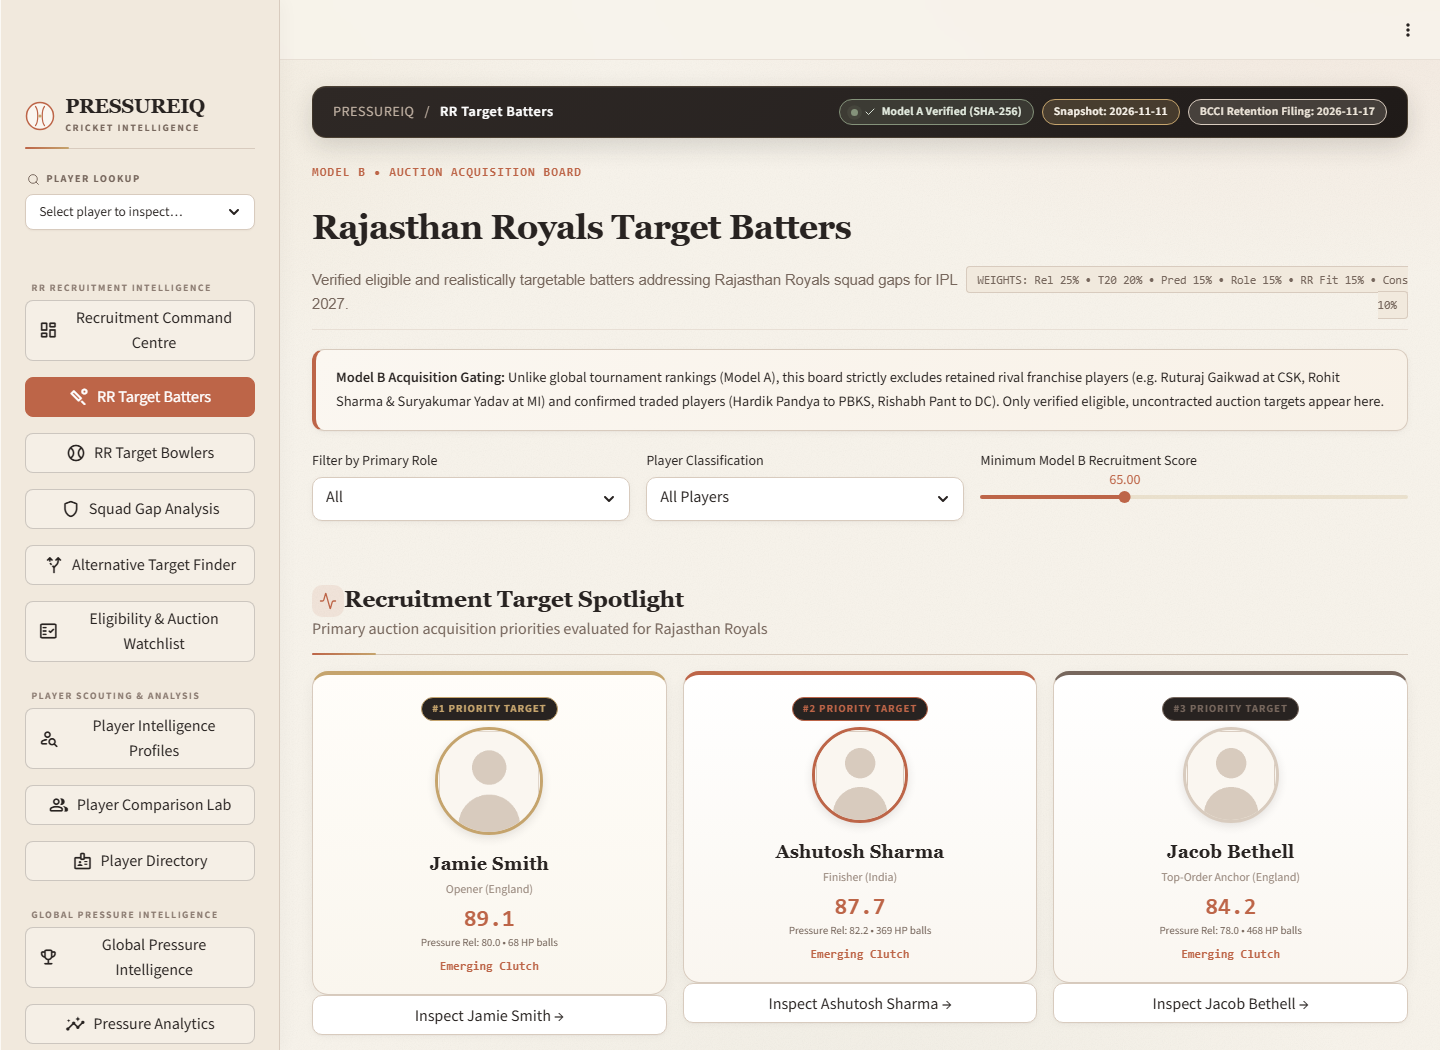 PRESSUREIQ
CRICKET INTELLIGENCE
PLAYER LOOKUP
Select player to inspect...
RR RECRUITMENT INTELLIGENCE
Recruitment Command
Centre
RR Target Batters
RR Target Bowlers
Squad Gap Analysis
Alternative Target Finder
Eligibility & Auction
Watchlist
PLAYER SCOUTING & ANALYSIS
Player Intelligence
Profiles
Player Comparison Lab
Player Directory
GLOBAL PRESSURE INTELLIGENCE
Global Pressure
Intelligence
Pressure Analytics
PRESSUREIQ / RR Target Batters
✓ Model A Verified (SHA-256)
Snapshot: 2026-11-11
BCCI Retention Filing: 2026-11-17
MODEL B • AUCTION ACQUISITION BOARD
Rajasthan Royals Target Batters
Verified eligible and realistically targetable batters addressing Rajasthan Royals squad gaps for IPL
2027.
WEIGHTS: Rel 25% • T20 20% • Pred 15% • Role 15% • RR Fit 15% • Cons
10%
Model B Acquisition Gating: Unlike global tournament rankings (Model A), this board strictly excludes retained rival franchise players (e.g. Ruturaj Gaikwad at CSK, Rohit
Sharma & Suryakumar Yadav at MI) and confirmed traded players (Hardik Pandya to PBKS, Rishabh Pant to DC). Only verified eligible, uncontracted auction targets appear here.
Filter by Primary Role
All
Player Classification
All Players
Minimum Model B Recruitment Score
65.00
Recruitment Target Spotlight
Primary auction acquisition priorities evaluated for Rajasthan Royals
#1 PRIORITY TARGET
Jamie Smith
Opener (England)
89.1
Pressure Rel: 80.0 • 68 HP balls
Emerging Clutch
Inspect Jamie Smith →
#2 PRIORITY TARGET
Ashutosh Sharma
Finisher (India)
87.7
Pressure Rel: 82.2 • 369 HP balls
Emerging Clutch
Inspect Ashutosh Sharma →
#3 PRIORITY TARGET
Jacob Bethell
Top-Order Anchor (England)
84.2
Pressure Rel: 78.0 • 468 HP balls
Emerging Clutch
Inspect Jacob Bethell →